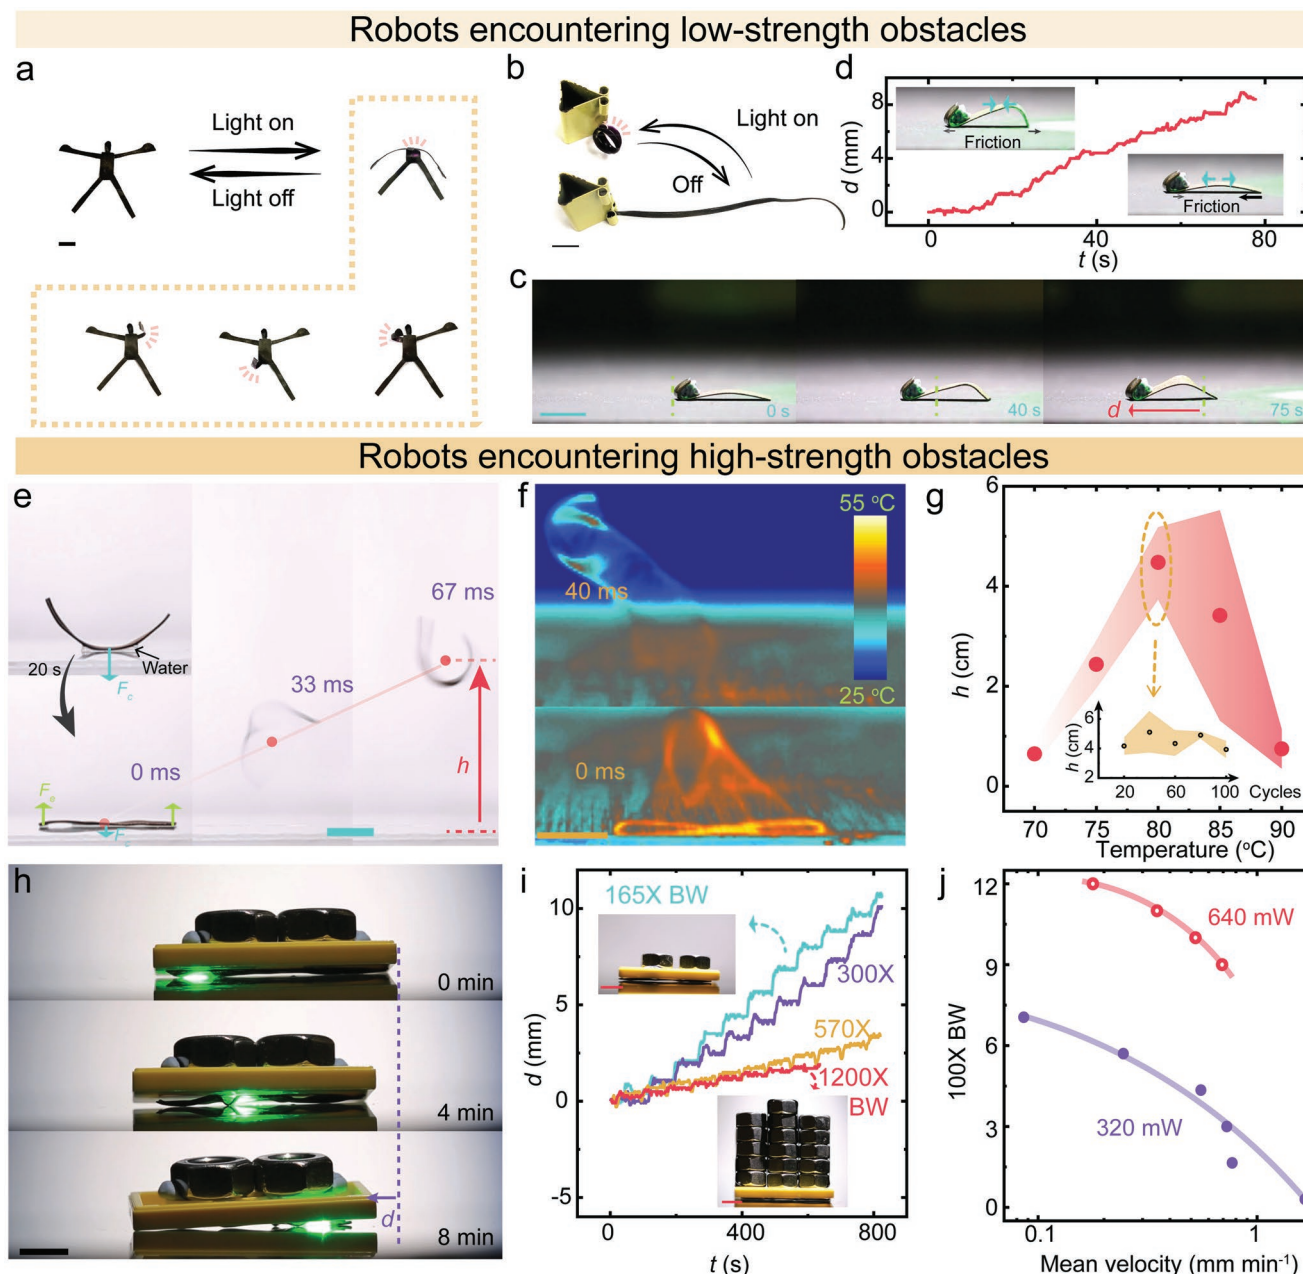 Robots encountering low-strength obstacles
a
Light on
Light off
b
Light on
Off
d
d (mm)
8
4
0
Friction
Friction
0
40
80
t (s)
c
0 s
40 s
d
75 s
Robots encountering high-strength obstacles
e
20 s
Water
Fc
0 ms
33 ms
67 ms
h
Fe
Fc
f
55 °C
40 ms
25 °C
0 ms
g
h (cm)
6
4
2
0
h (cm)
6
4
2
20
60
100
Cycles
70
75
80
85
90
Temperature (°C)
h
0 min
4 min
d
8 min
i
d (mm)
10
5
0
-5
165X BW
300X
570X
1200X
BW
0
400
800
t (s)
j
100X BW
12
9
6
3
0
640 mW
320 mW
0.1
1
Mean velocity (mm min-1)